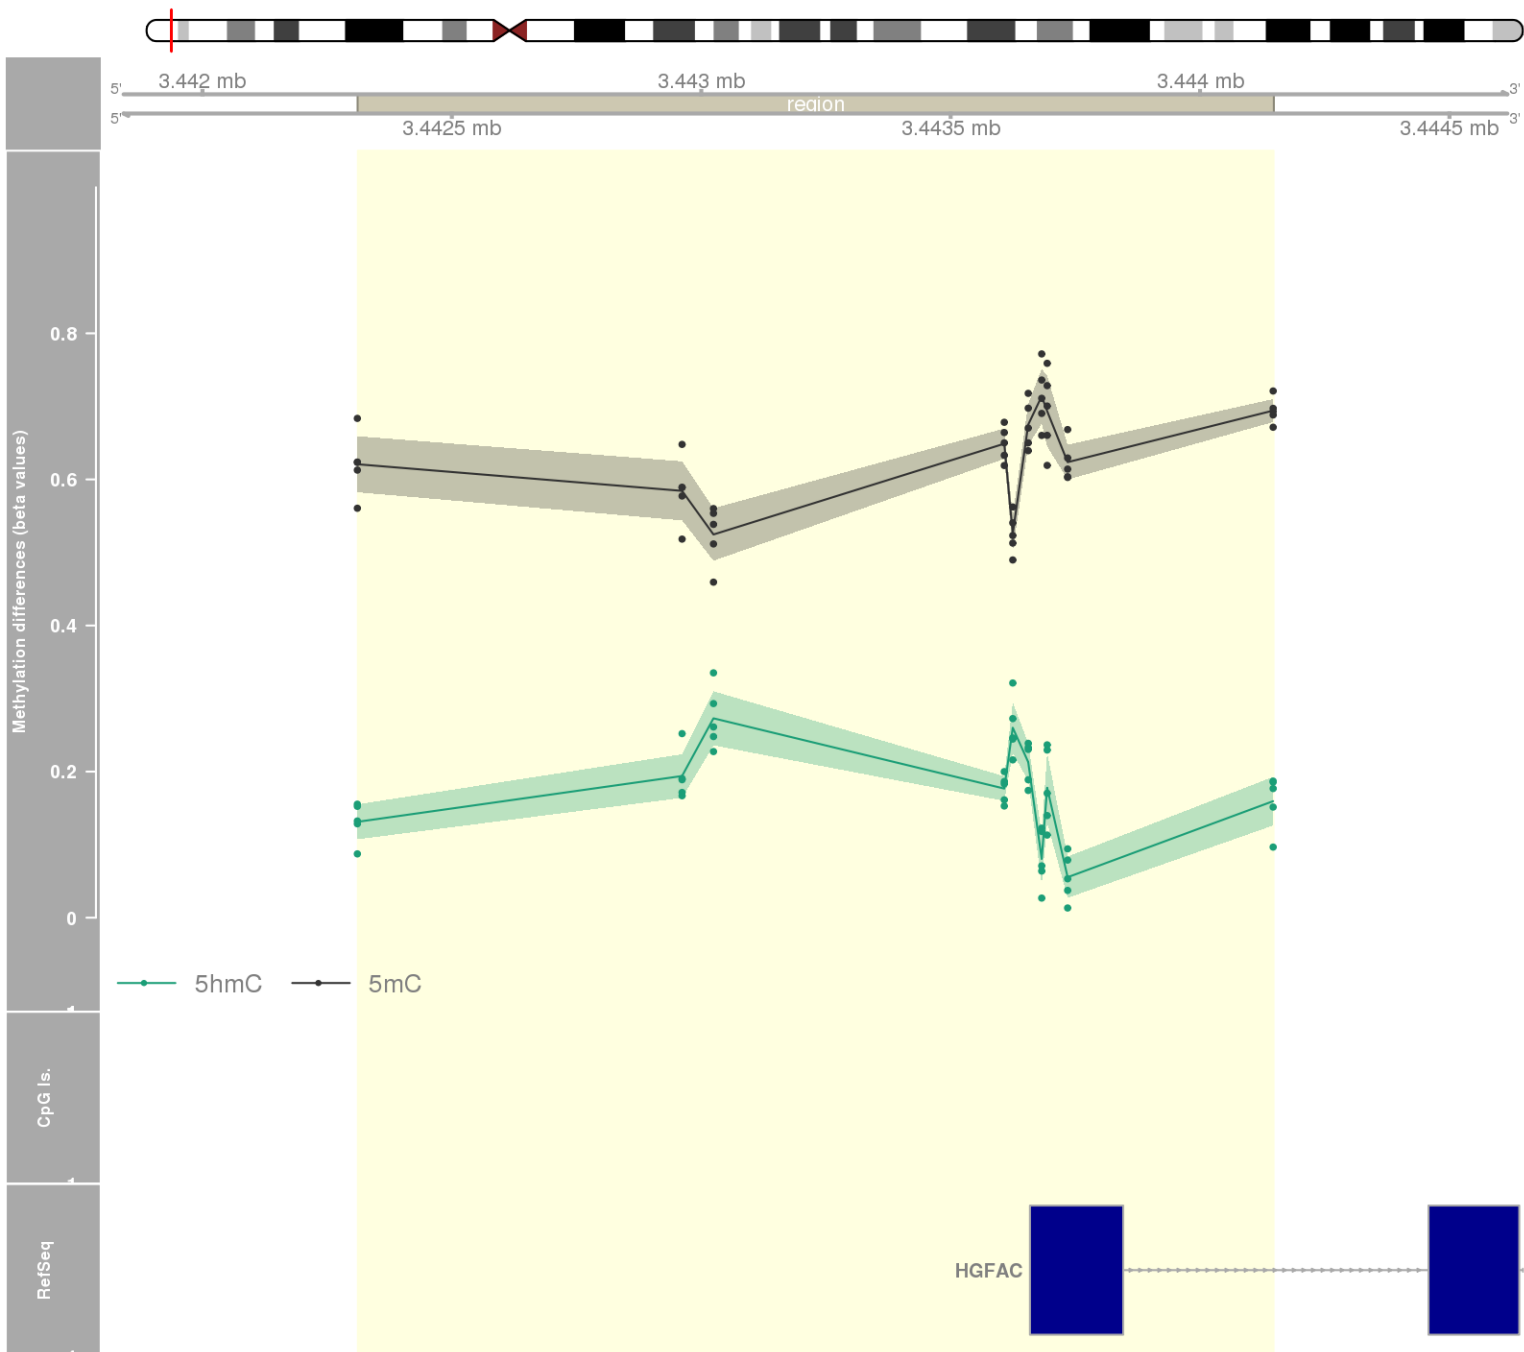 3.442 mb 3.443 mb 3.444 mb
5' 3'
region
5' 3'
3.4425 mb 3.4435 mb 3.4445 mb
Methylation differences (beta values)
0.8
0.6
0.4
0.2
0
5hmC 5mC
CpG Is.
RefSeq
HGFAC